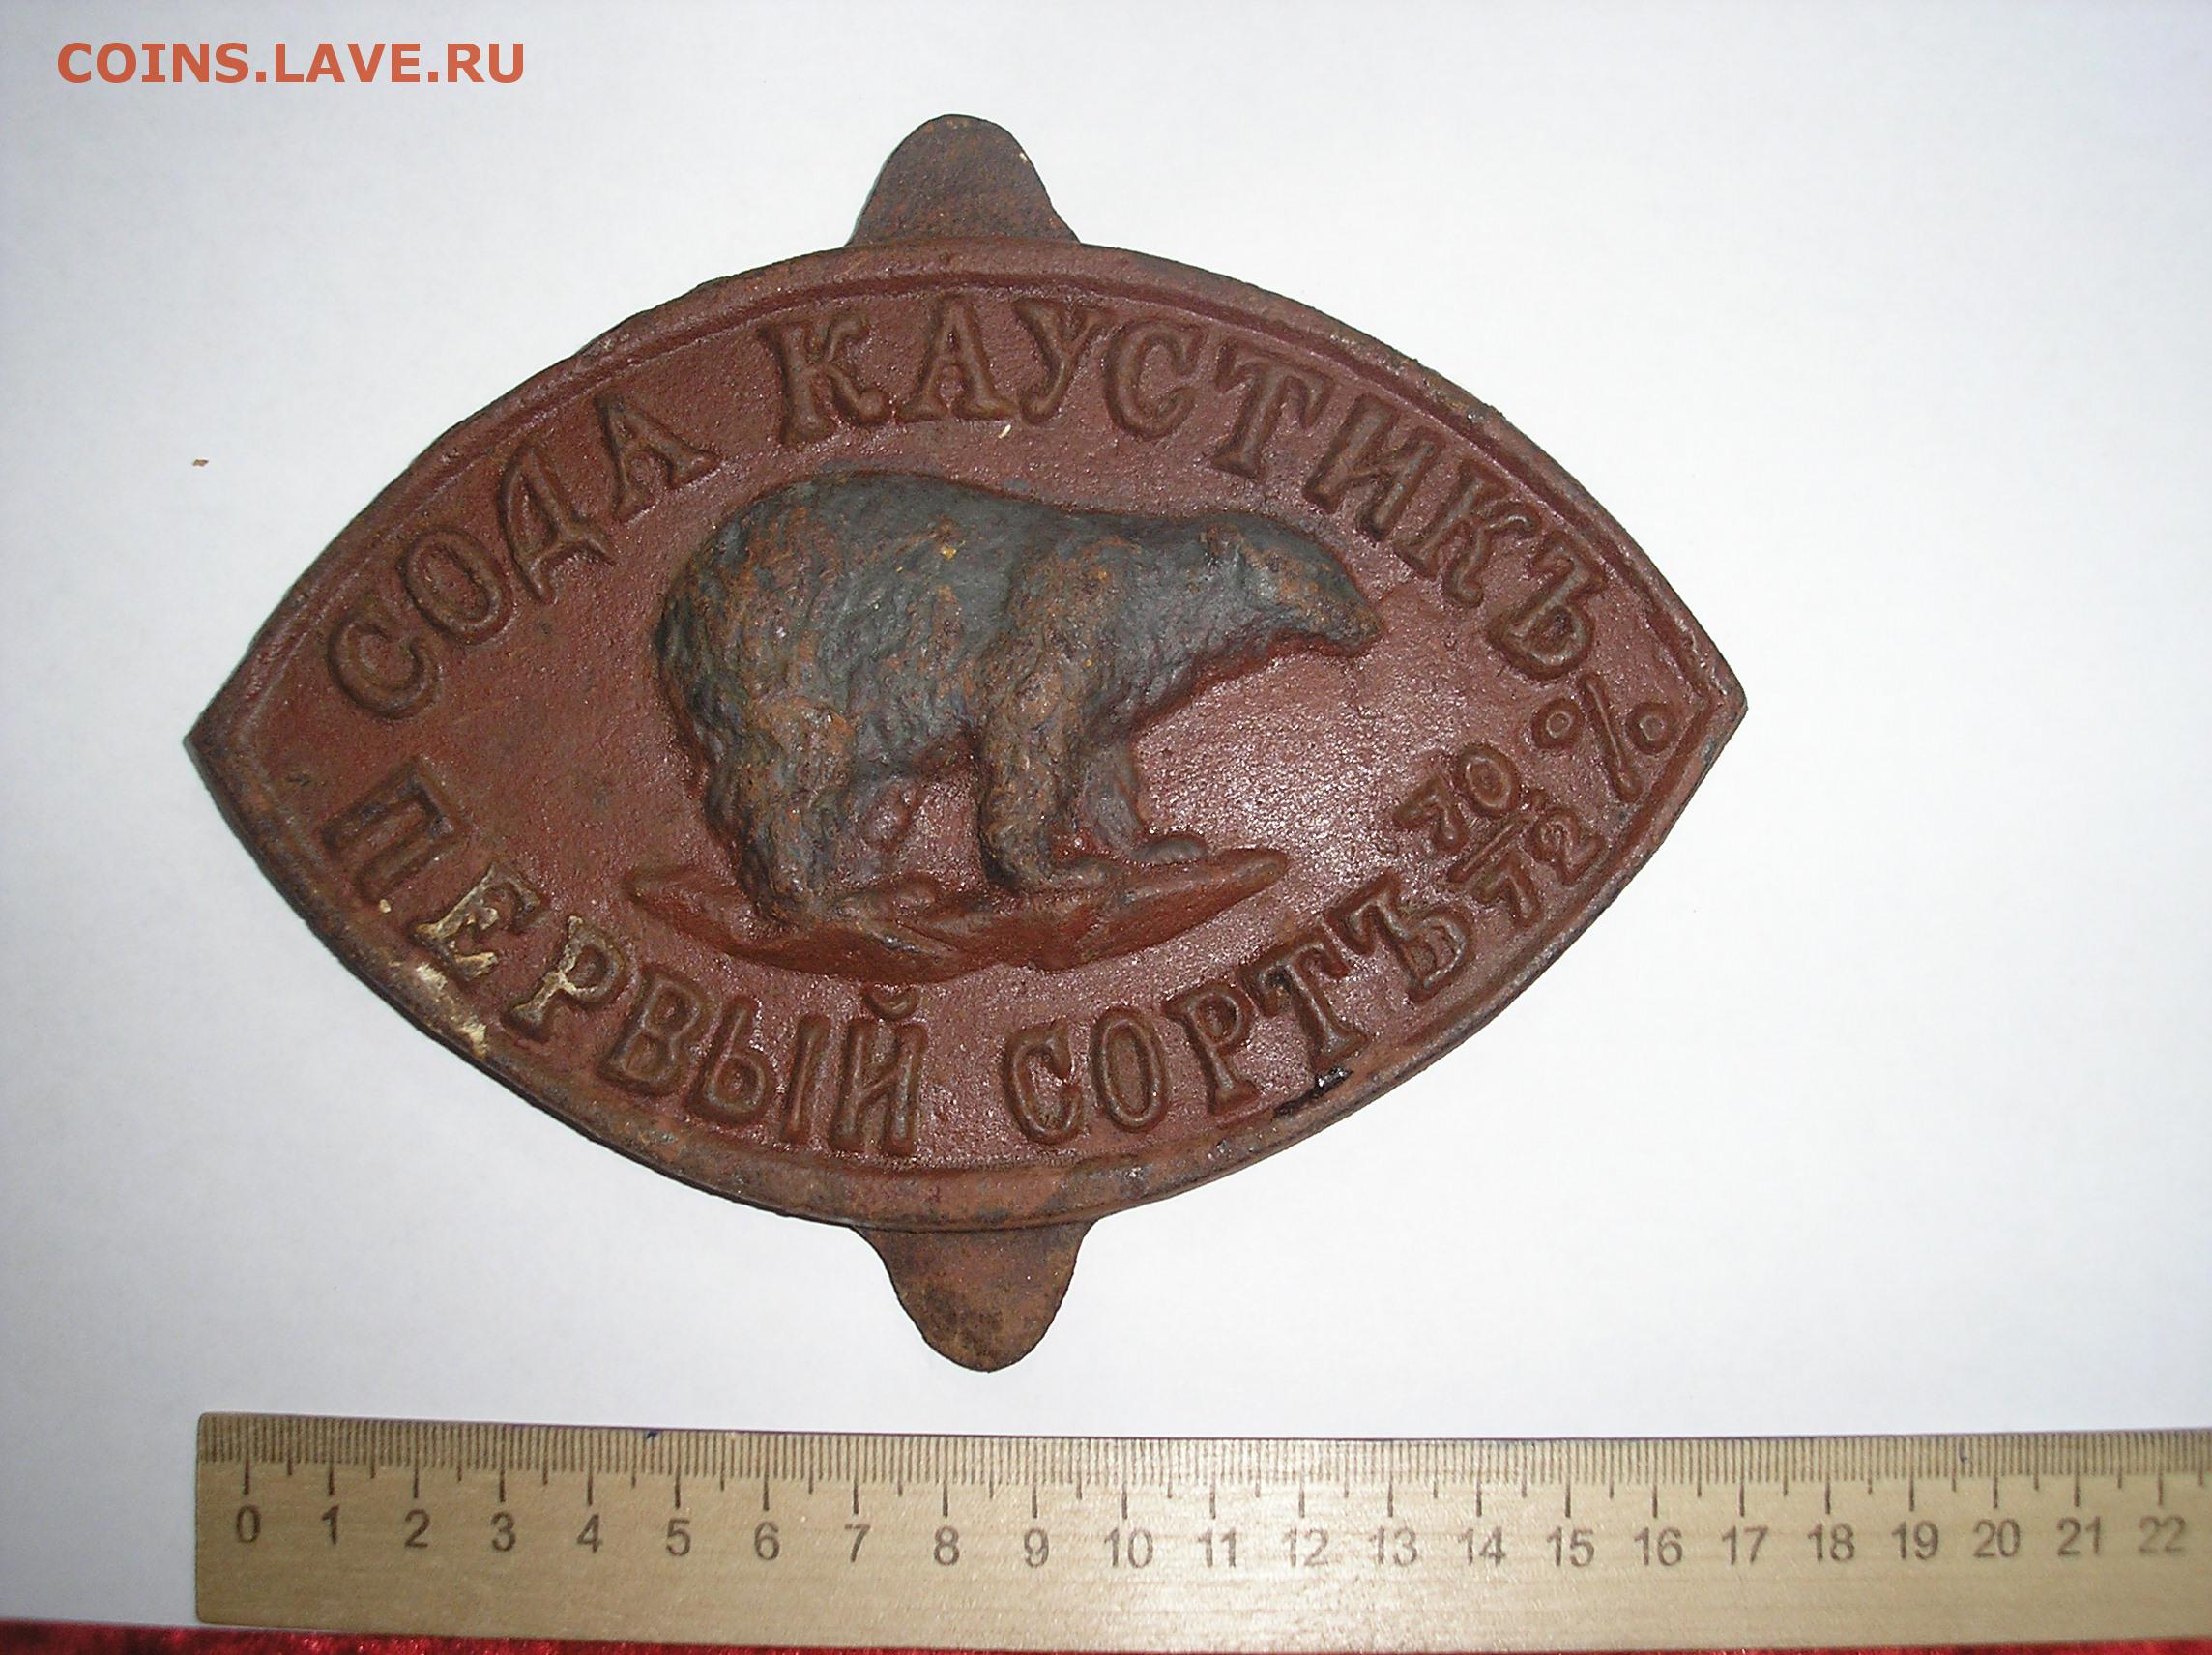 COINS.LAVE.RU
СОДА КАУСТИКЪ
ПЕРВЫЙ СОРТЪ 70/72 %
0 1 2 3 4 5 6 7 8 9 10 11 12 13 14 15 16 17 18 19 20 21 22